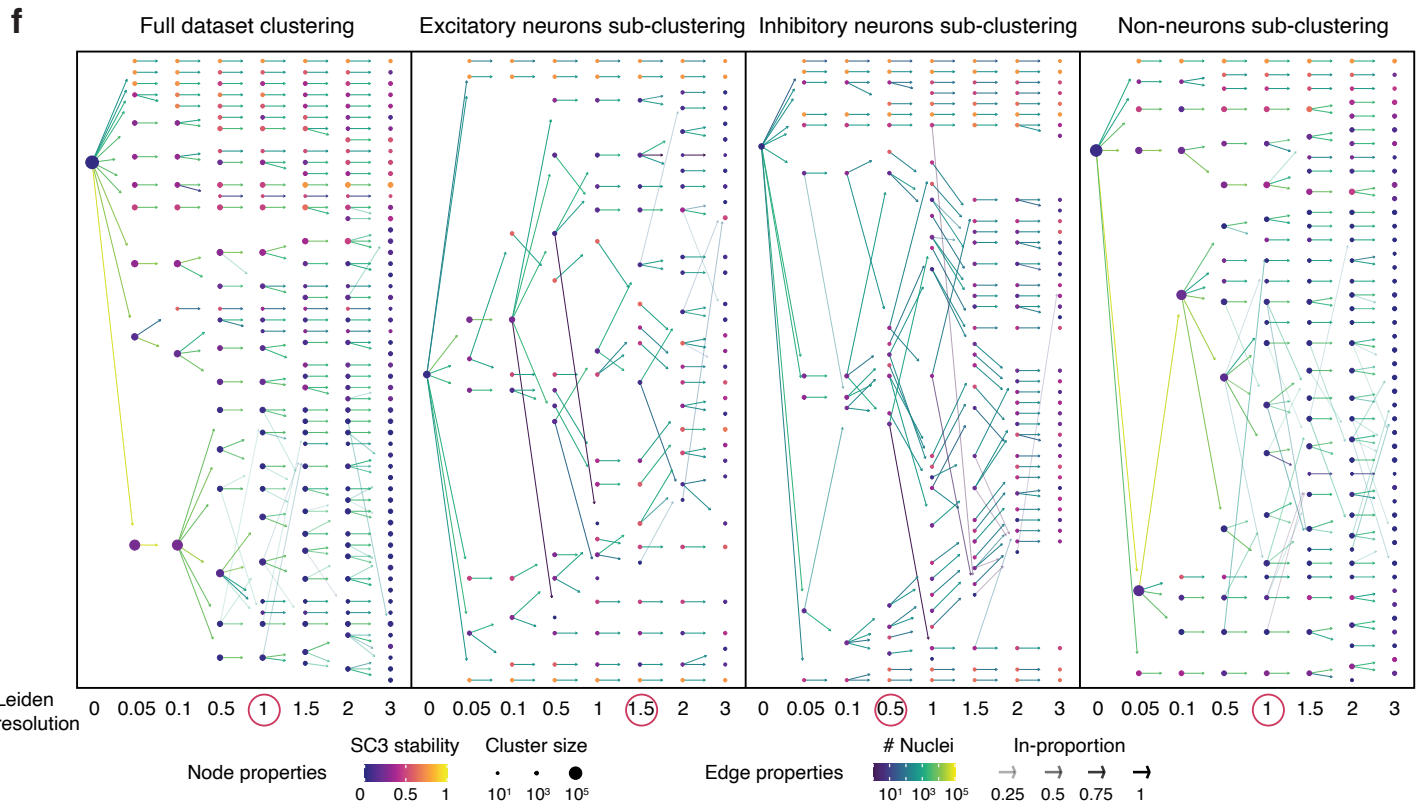 f
Full dataset clustering Excitatory neurons sub-clustering Inhibitory neurons sub-clustering Non-neurons sub-clustering
Leiden
resolution
0 0.05 0.1 0.5 1 1.5 2 3 0 0.05 0.1 0.5 1 1.5 2 3 0 0.05 0.1 0.5 1 1.5 2 3 0 0.05 0.1 0.5 1 1.5 2 3
SC3 stability Cluster size # Nuclei In-proportion
Node properties Edge properties
0 0.5 1 10¹ 10³ 10⁵ 10¹ 10³ 10⁵ 0.25 0.5 0.75 1